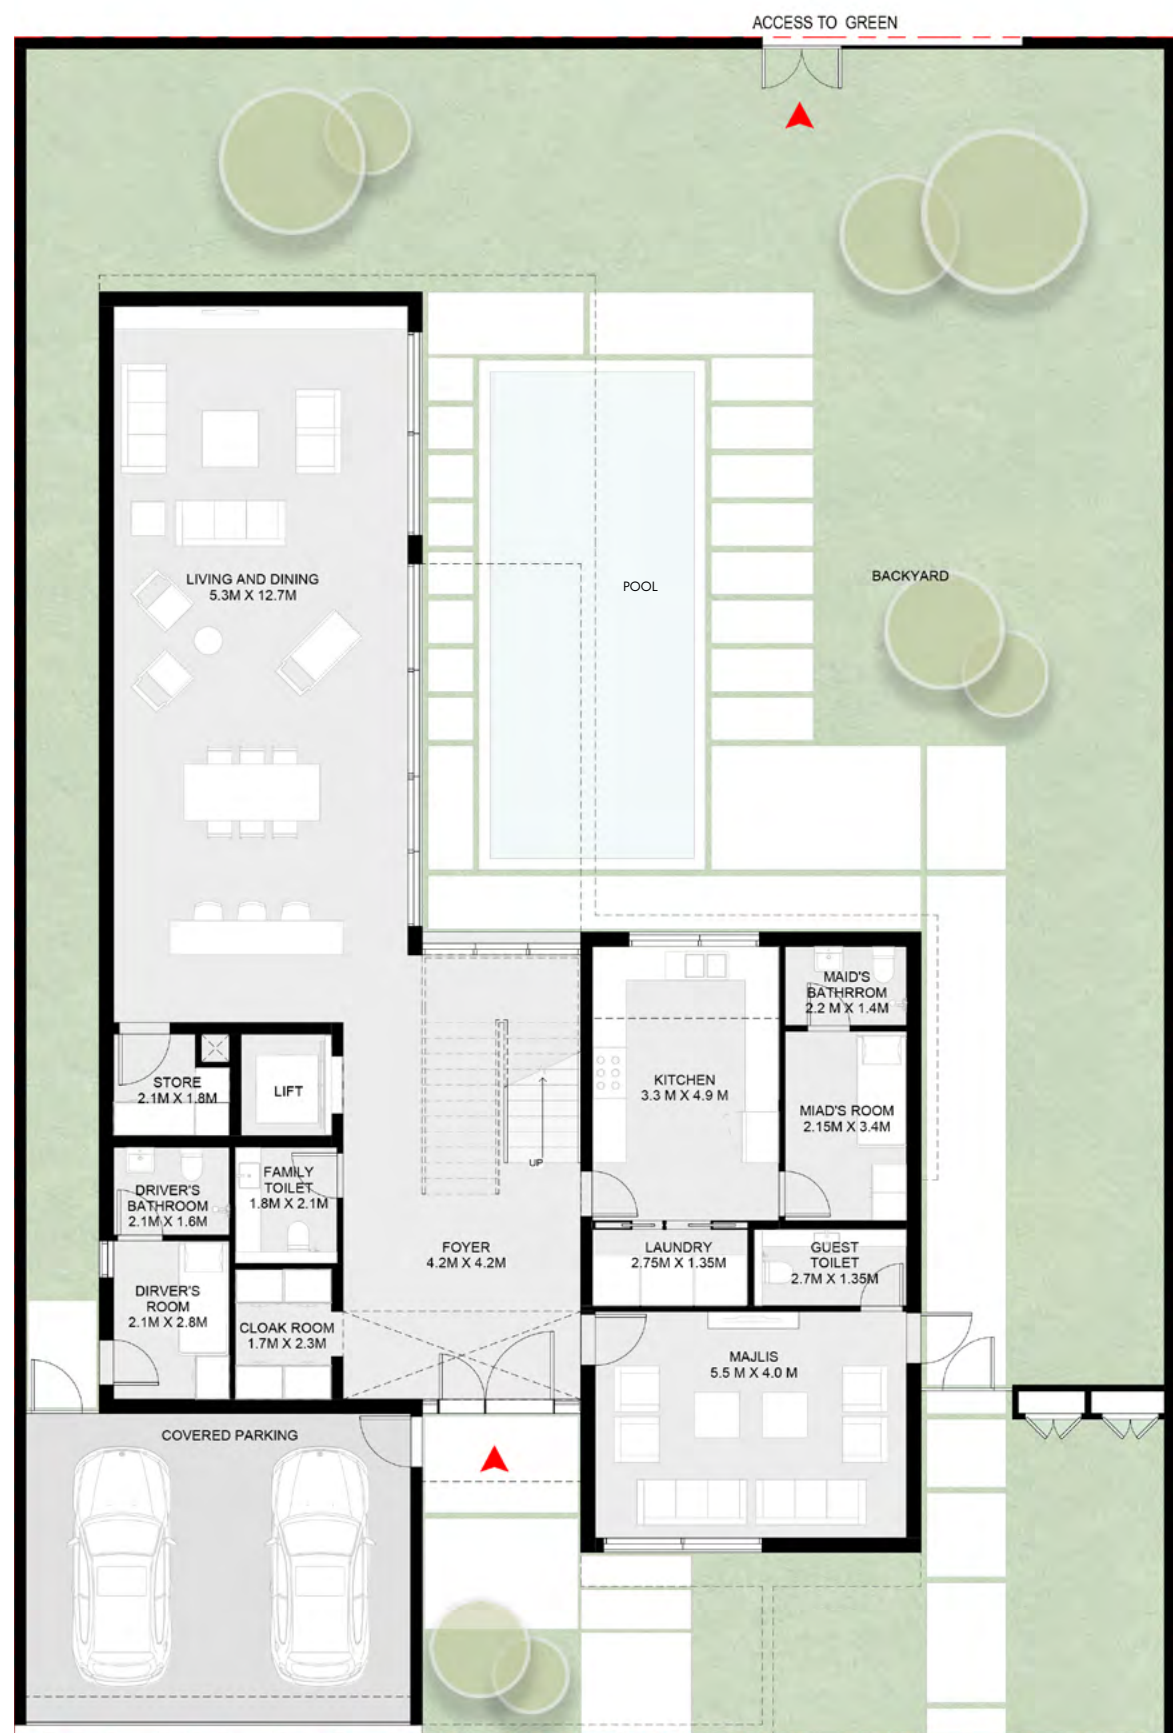 ACCESS TO GREEN
LIVING AND DINING
5.3M X 12.7M
POOL
BACKYARD
MAID'S
BATHRROM
2.2 M X 1.4M
STORE
2.1M X 1.8M
LIFT
KITCHEN
3.3 M X 4.9 M
MIAD'S ROOM
2.15M X 3.4M
UP
DRIVER'S
BATHROOM
2.1M X 1.6M
FAMILY
TOILET
1.8M X 2.1M
FOYER
4.2M X 4.2M
LAUNDRY
2.75M X 1.35M
GUEST
TOILET
2.7M X 1.35M
DIRVER'S
ROOM
2.1M X 2.8M
CLOAK ROOM
1.7M X 2.3M
MAJLIS
5.5 M X 4.0 M
COVERED PARKING